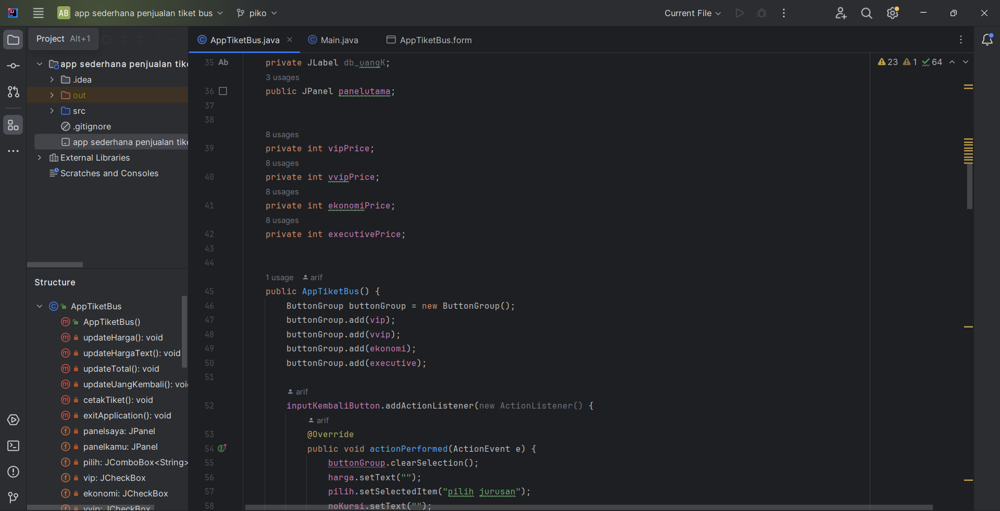 AB app sederhana penjualan tiket bus piko Current File
Project Alt+1
AppTiketBus.java Main.java AppTiketBus.form
app sederhana penjualan tike
.idea
out
src
.gitignore
app sederhana penjualan tike
External Libraries
Scratches and Consoles
Structure
AppTiketBus
AppTiketBus()
updateHarga(): void
updateHargaText(): void
updateTotal(): void
updateUangKembali(): voi
cetakTiket(): void
exitApplication(): void
panelsaya: JPanel
panelkamu: JPanel
pilih: JComboBox<String>
vip: JCheckBox
ekonomi: JCheckBox
vvip: JCheckBox
23 1 64
35 Ab private JLabel db_uangK;
3 usages
36 public JPanel panelutama;
37
38
8 usages
39 private int vipPrice;
8 usages
40 private int vvipPrice;
8 usages
41 private int ekonomiPrice;
8 usages
42 private int executivePrice;
43
44
1 usage arif
45 public AppTiketBus() {
46 ButtonGroup buttonGroup = new ButtonGroup();
47 buttonGroup.add(vip);
48 buttonGroup.add(vvip);
49 buttonGroup.add(ekonomi);
50 buttonGroup.add(executive);
51
arif
52 inputKembaliButton.addActionListener(new ActionListener() {
arif
53 @Override
54 public void actionPerformed(ActionEvent e) {
55 buttonGroup.clearSelection();
56 harga.setText("");
57 pilih.setSelectedItem("pilih jurusan");
58 noKursi.setText("");